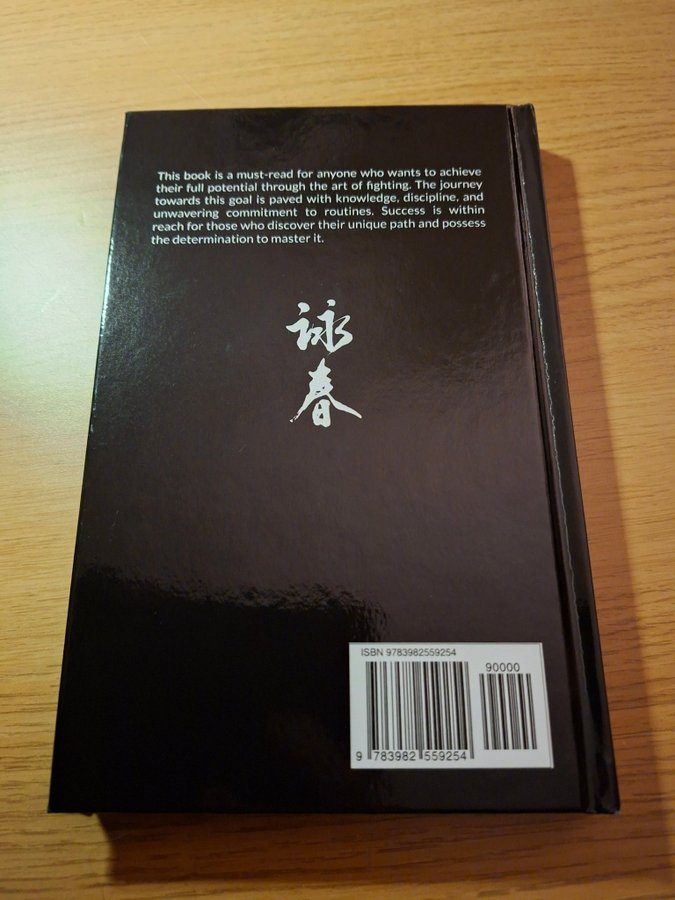 This book is a must-read for anyone who wants to achieve
their full potential through the art of fighting. The journey
towards this goal is paved with knowledge, discipline, and
unwavering commitment to routines. Success is within
reach for those who discover their unique path and possess
the determination to master it.
詠
春
ISBN 9783982559254
90000
9 783982 559254